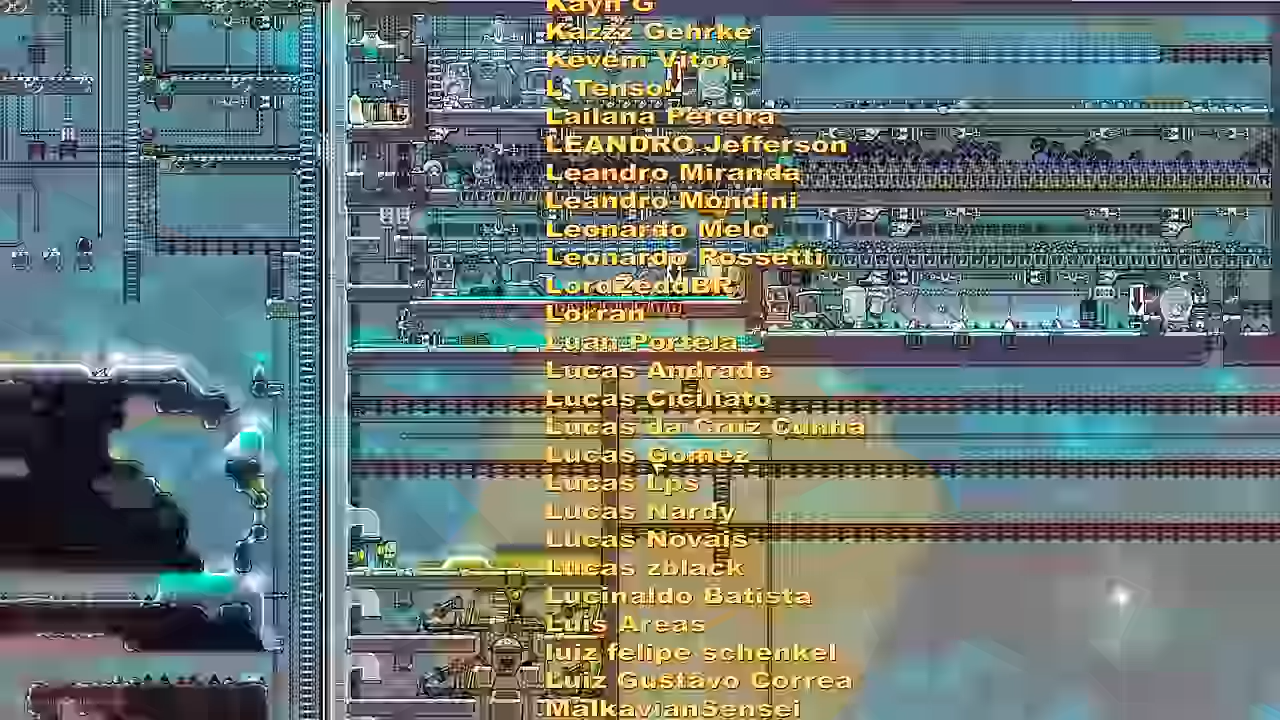 Kayn G
Kazzz Gehrke
Kevem Vitor
L Tenso!
Lailana Pereira
LEANDRO Jefferson
Leandro Miranda
Leandro Mondini
Leonardo Melo
Leonardo Rossetti
LordZeddBR
Lorran
Luan Portela
Lucas Andrade
Lucas Ciciliato
Lucas da Cruz Cunha
Lucas Gomez
Lucas Lps
Lucas Nardy
Lucas Novais
Lucas zblack
Lucinaldo Batista
Luis Areas
luiz felipe schenkel
Luiz Gustavo Correa
MalkavianSensei